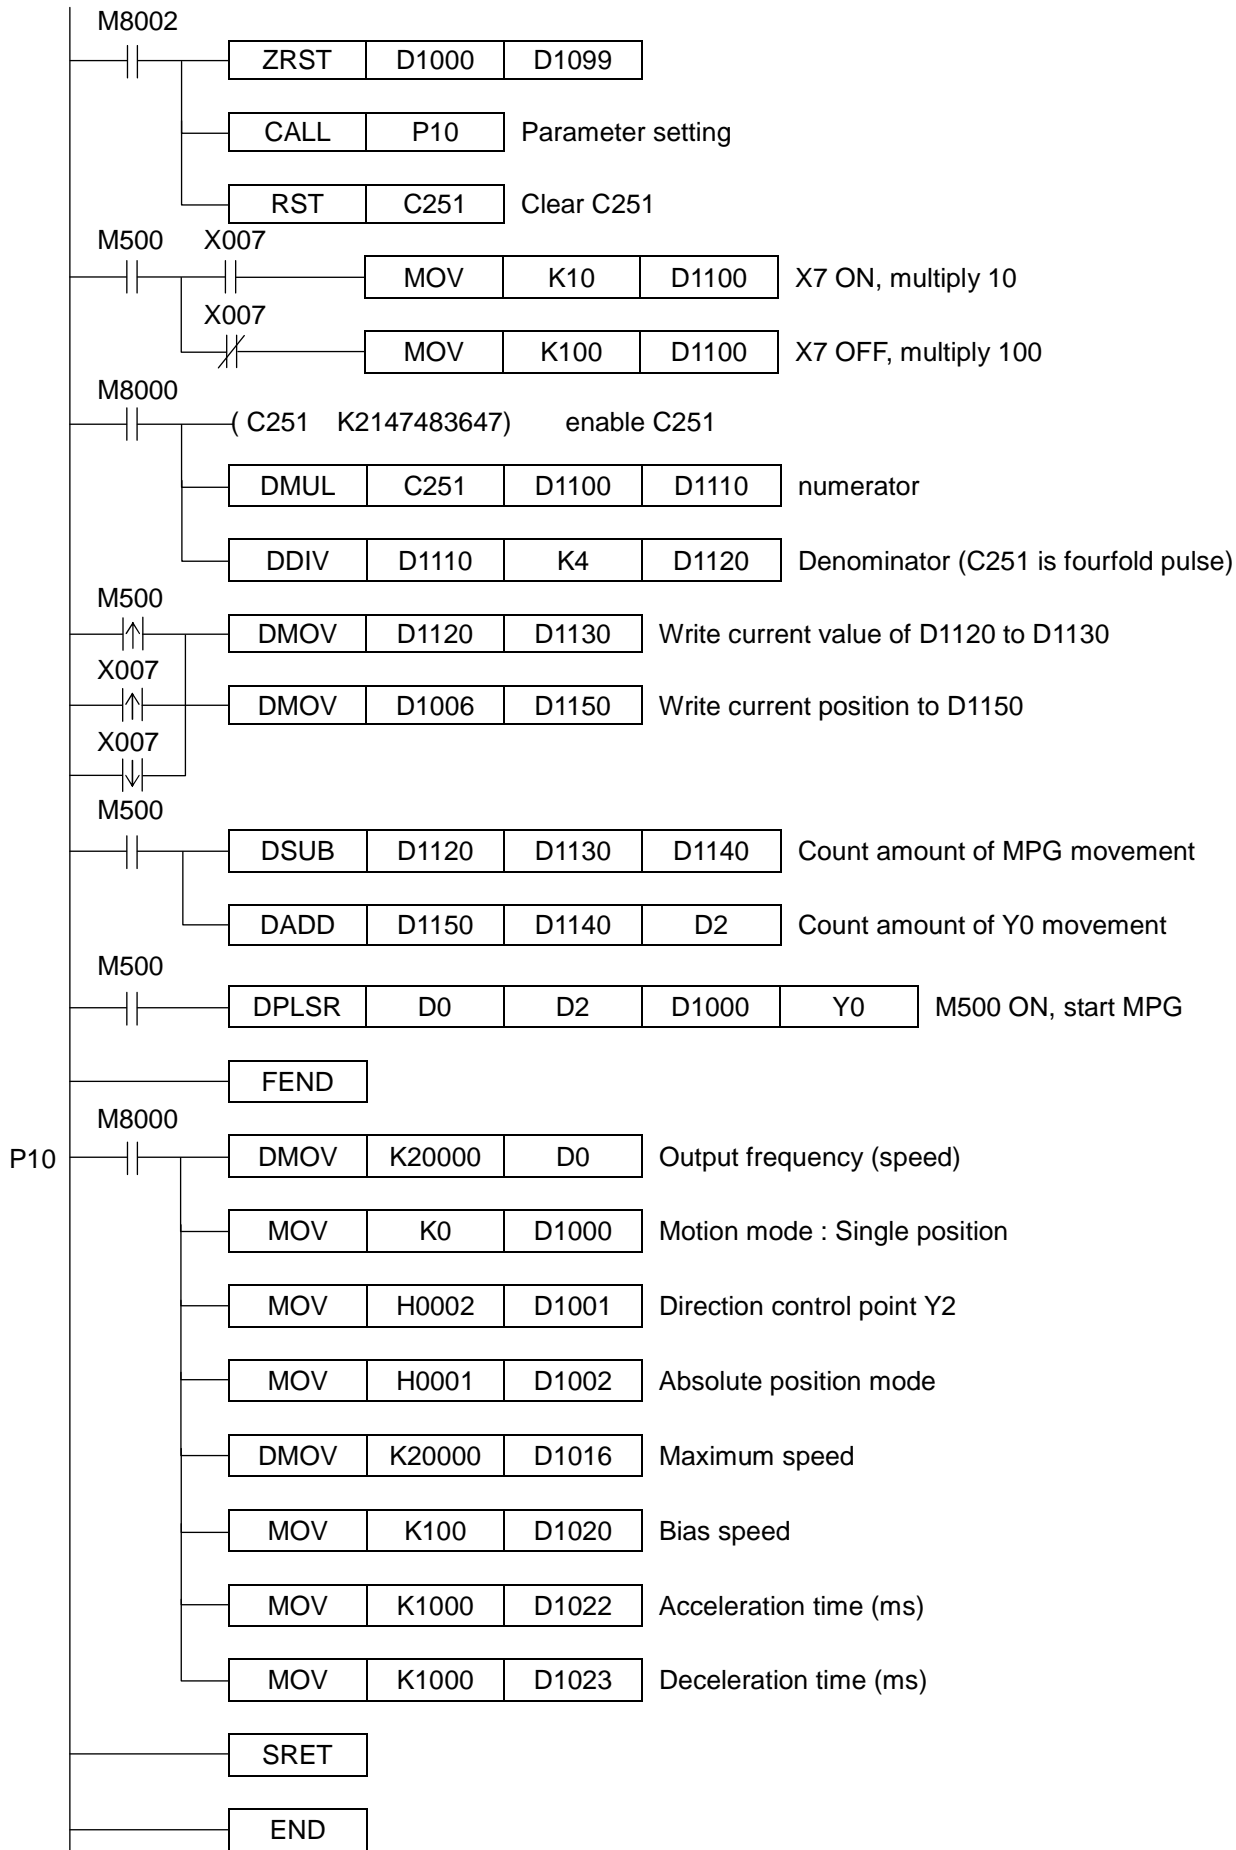 M8002
ZRST D1000 D1099
CALL P10 Parameter setting
RST C251 Clear C251
M500 X007
MOV K10 D1100 X7 ON, multiply 10
X007
MOV K100 D1100 X7 OFF, multiply 100
M8000
( C251 K2147483647) enable C251
DMUL C251 D1100 D1110 numerator
DDIV D1110 K4 D1120 Denominator (C251 is fourfold pulse)
M500
DMOV D1120 D1130 Write current value of D1120 to D1130
X007
DMOV D1006 D1150 Write current position to D1150
X007
M500
DSUB D1120 D1130 D1140 Count amount of MPG movement
DADD D1150 D1140 D2 Count amount of Y0 movement
M500
DPLSR D0 D2 D1000 Y0 M500 ON, start MPG
FEND
M8000
P10 DMOV K20000 D0 Output frequency (speed)
MOV K0 D1000 Motion mode : Single position
MOV H0002 D1001 Direction control point Y2
MOV H0001 D1002 Absolute position mode
DMOV K20000 D1016 Maximum speed
MOV K100 D1020 Bias speed
MOV K1000 D1022 Acceleration time (ms)
MOV K1000 D1023 Deceleration time (ms)
SRET
END